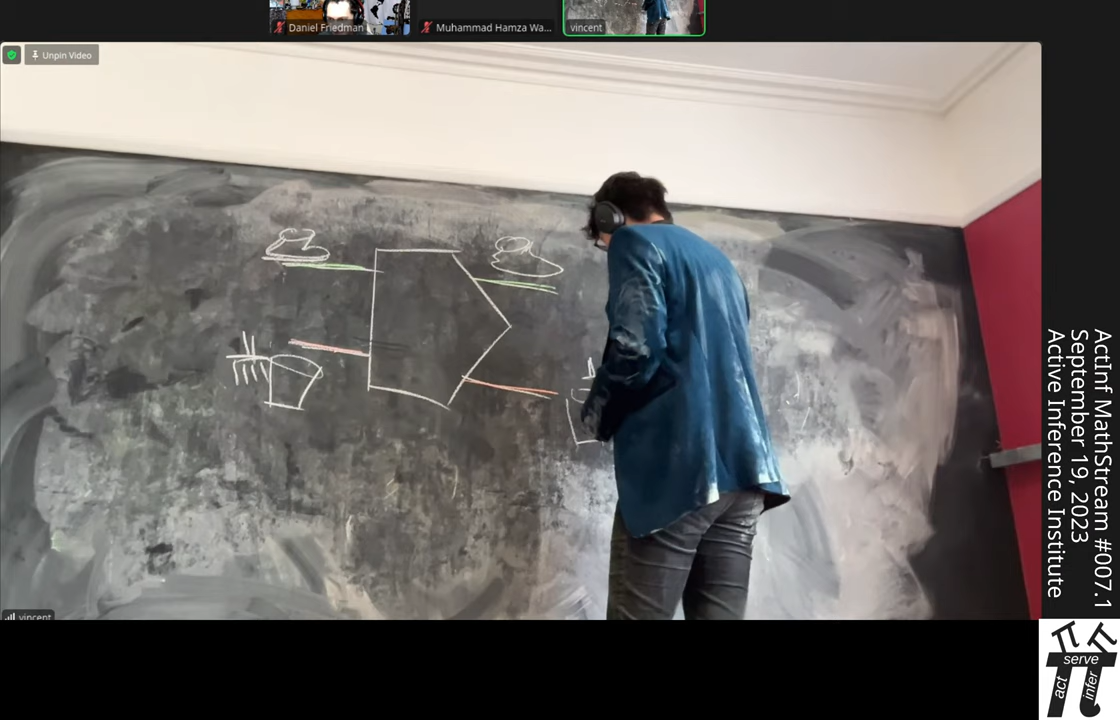 Daniel Friedman
Muhammad Hamza Wa...
vincent
Unpin Video
vincent
ActInf MathStream #007.1
September 19, 2023
Active Inference Institute
serve
act
infer